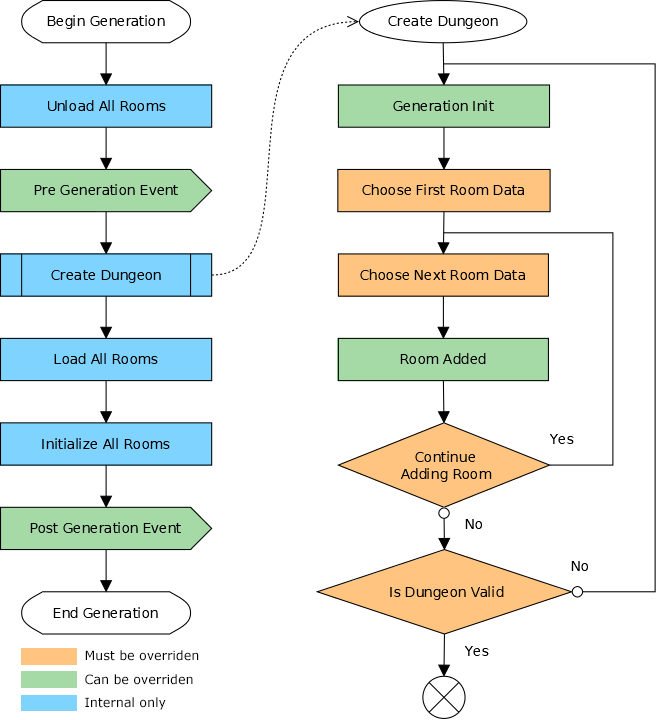 Begin Generation
Unload All Rooms
Pre Generation Event
Create Dungeon
Load All Rooms
Initialize All Rooms
Post Generation Event
End Generation
Must be overriden
Can be overriden
Internal only
Create Dungeon
Generation Init
Choose First Room Data
Choose Next Room Data
Room Added
Continue
Adding Room
Yes
No
Is Dungeon Valid
No
Yes